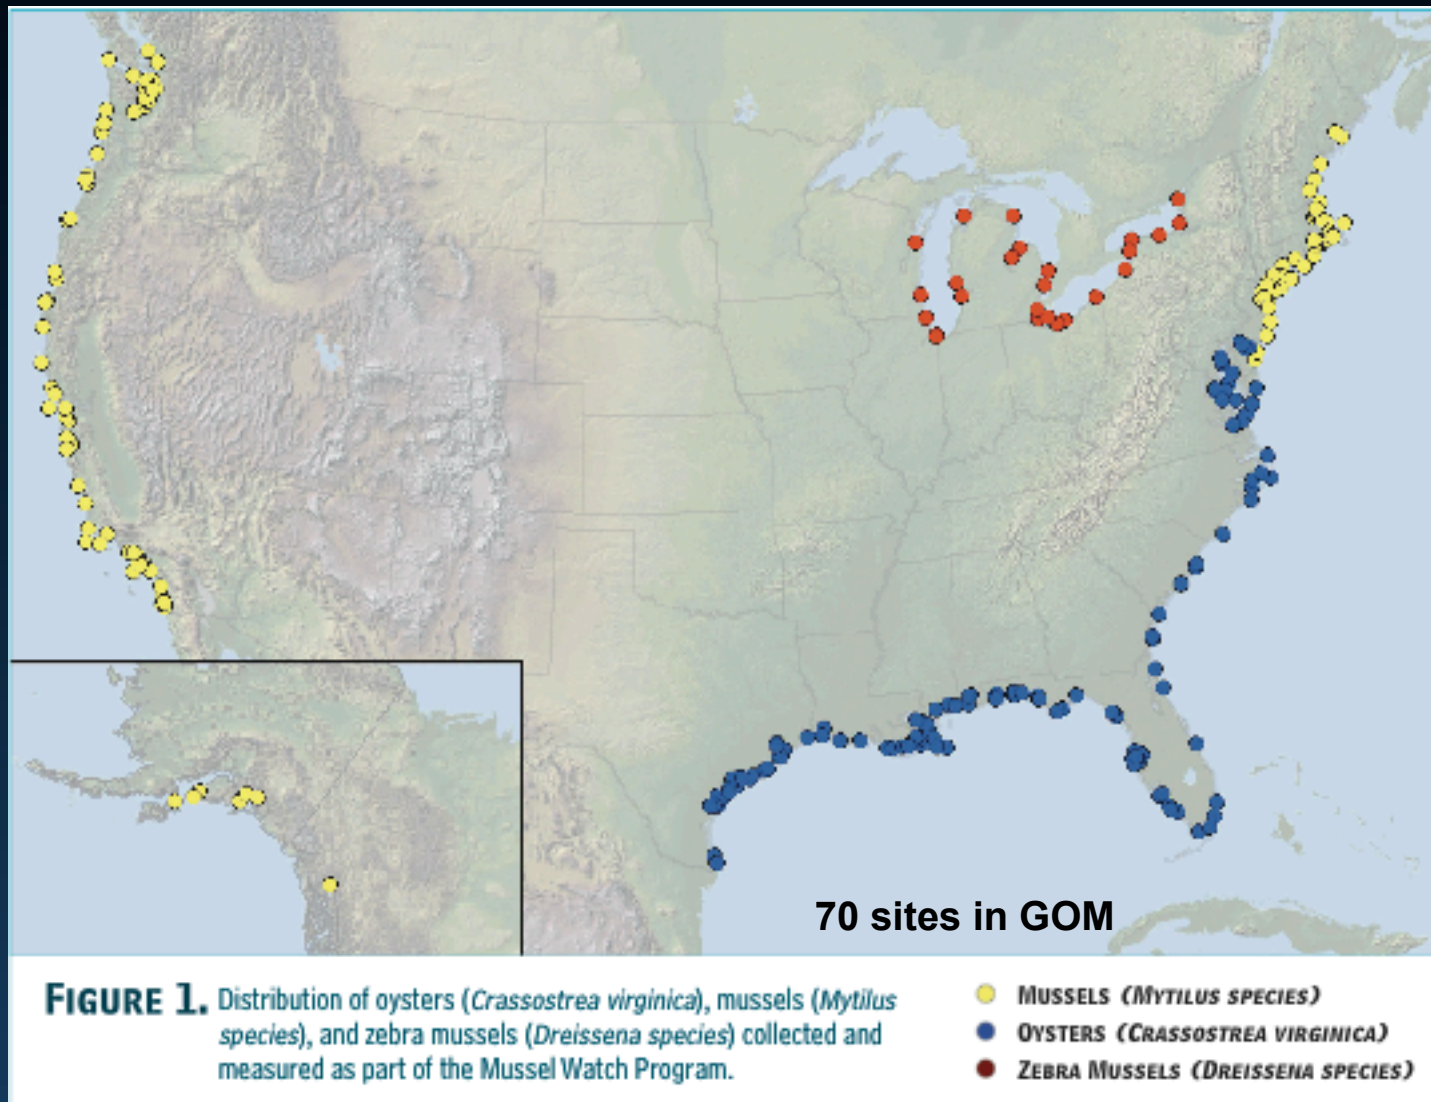 70 sites in GOM
FIGURE 1. Distribution of oysters (Crassostrea virginica), mussels (Mytilus
species), and zebra mussels (Dreissena species) collected and
measured as part of the Mussel Watch Program.
MUSSELS (MYTILUS SPECIES)
OYSTERS (CRASSOSTREA VIRGINICA)
ZEBRA MUSSELS (DREISSENA SPECIES)